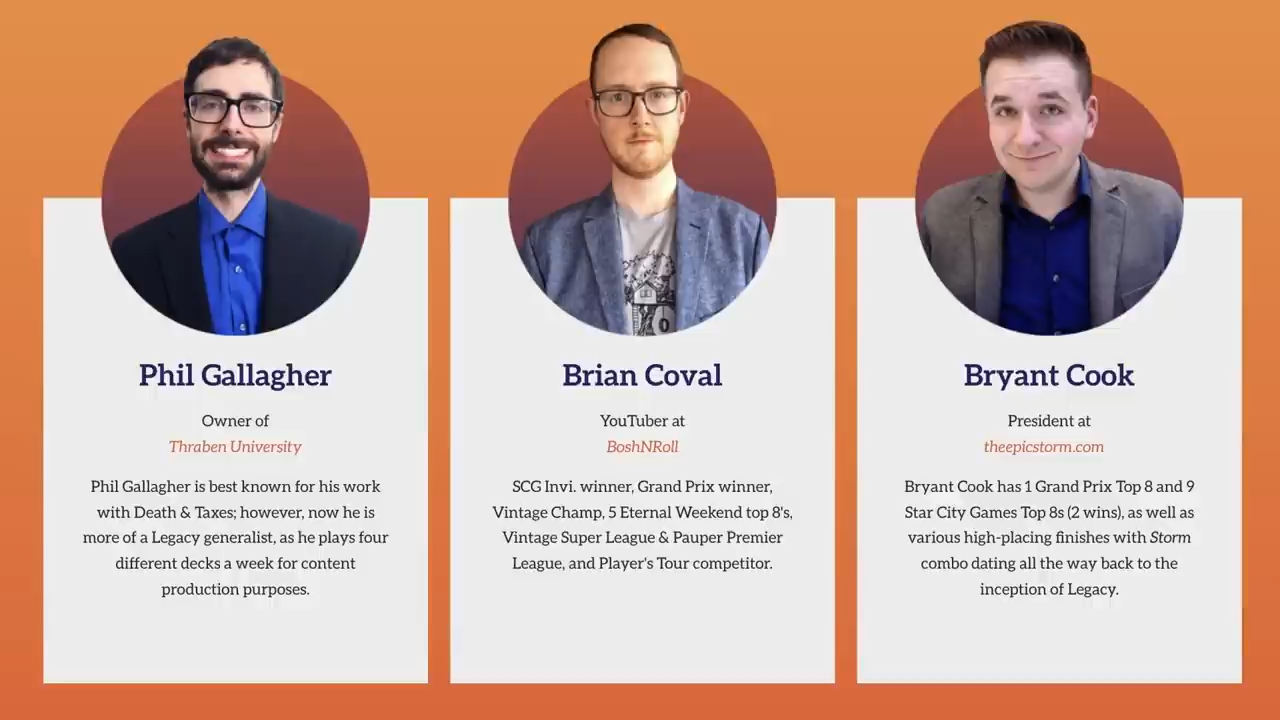 Phil Gallagher
Owner of
Thraben University
Phil Gallagher is best known for his work
with Death & Taxes; however, now he is
more of a Legacy generalist, as he plays four
different decks a week for content
production purposes.
Brian Coval
YouTuber at
BoshNRoll
SCG Invi. winner, Grand Prix winner,
Vintage Champ, 5 Eternal Weekend top 8's,
Vintage Super League & Pauper Premier
League, and Player's Tour competitor.
Bryant Cook
President at
theepicstorm.com
Bryant Cook has 1 Grand Prix Top 8 and 9
Star City Games Top 8s (2 wins), as well as
various high-placing finishes with Storm
combo dating all the way back to the
inception of Legacy.